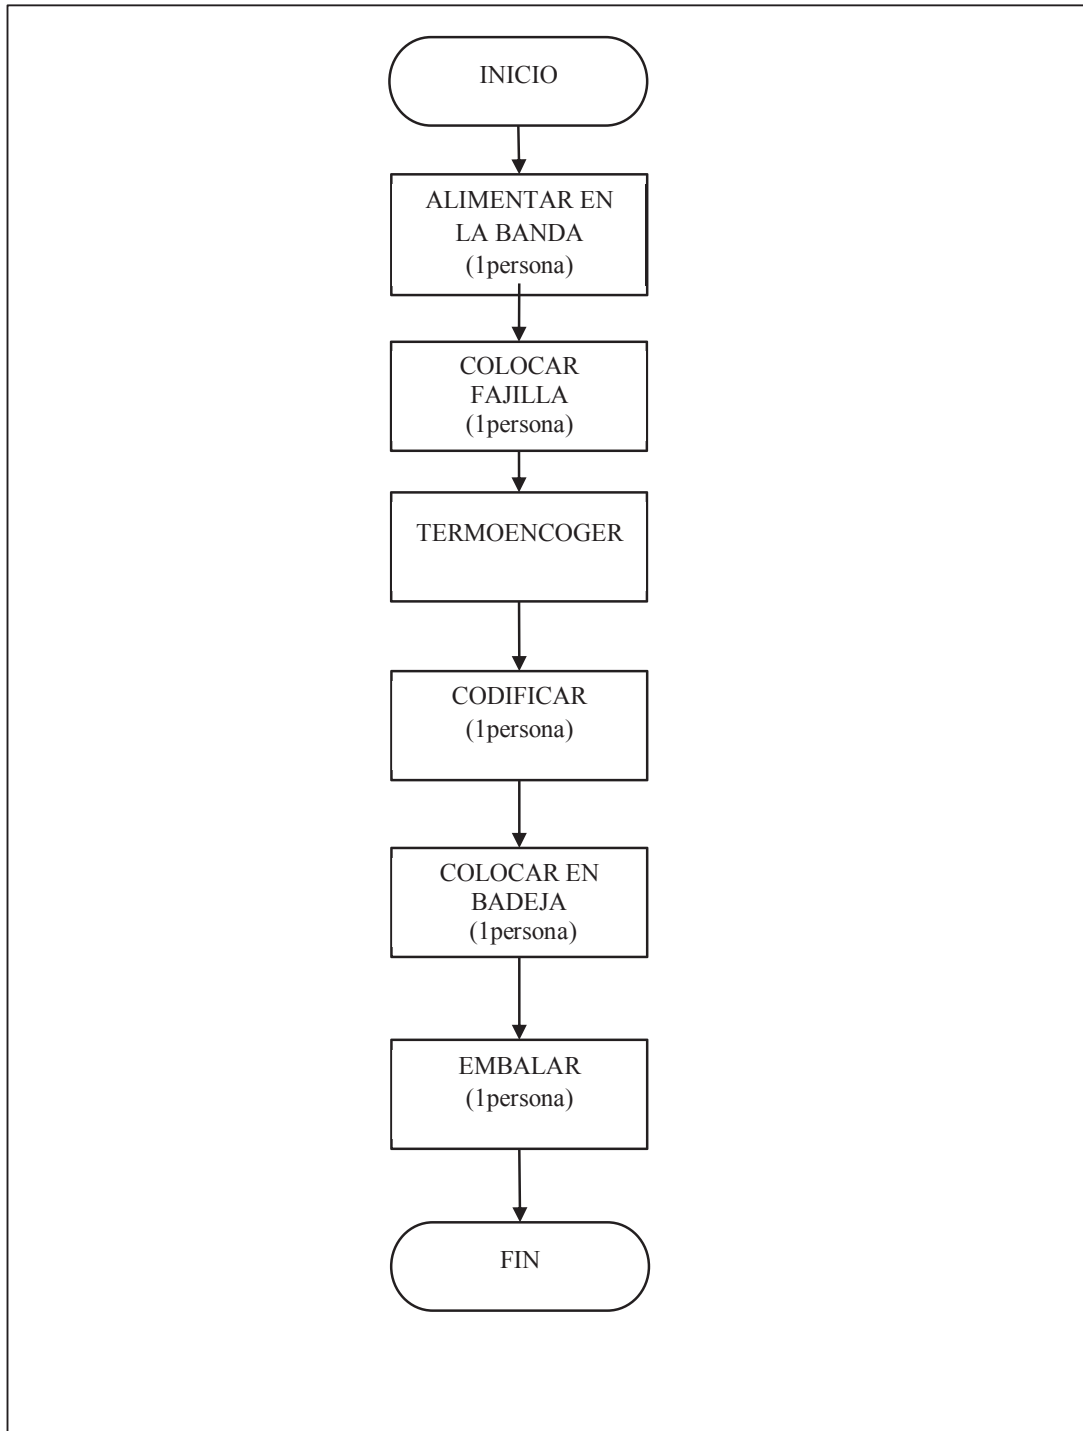 INICIO
ALIMENTAR EN
LA BANDA
(1persona)
COLOCAR
FAJILLA
(1persona)
TERMOENCOGER
CODIFICAR
(1persona)
COLOCAR EN
BADEJA
(1persona)
EMBALAR
(1persona)
FIN